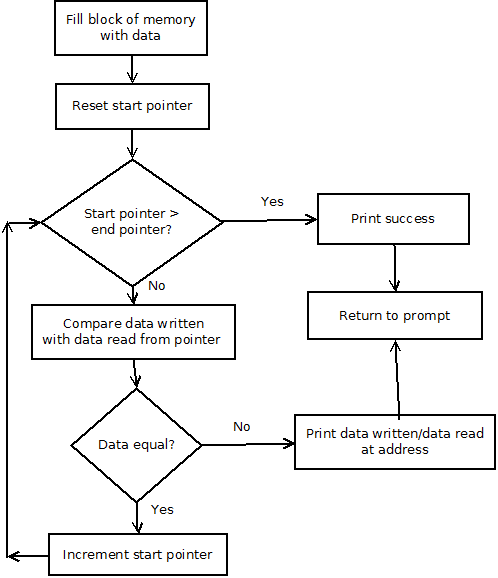 Fill block of memory
with data
Reset start pointer
Start pointer >
end pointer?
Yes
Print success
No
Return to prompt
Compare data written
with data read from pointer
Data equal?
No
Print data written/data read
at address
Yes
Increment start pointer